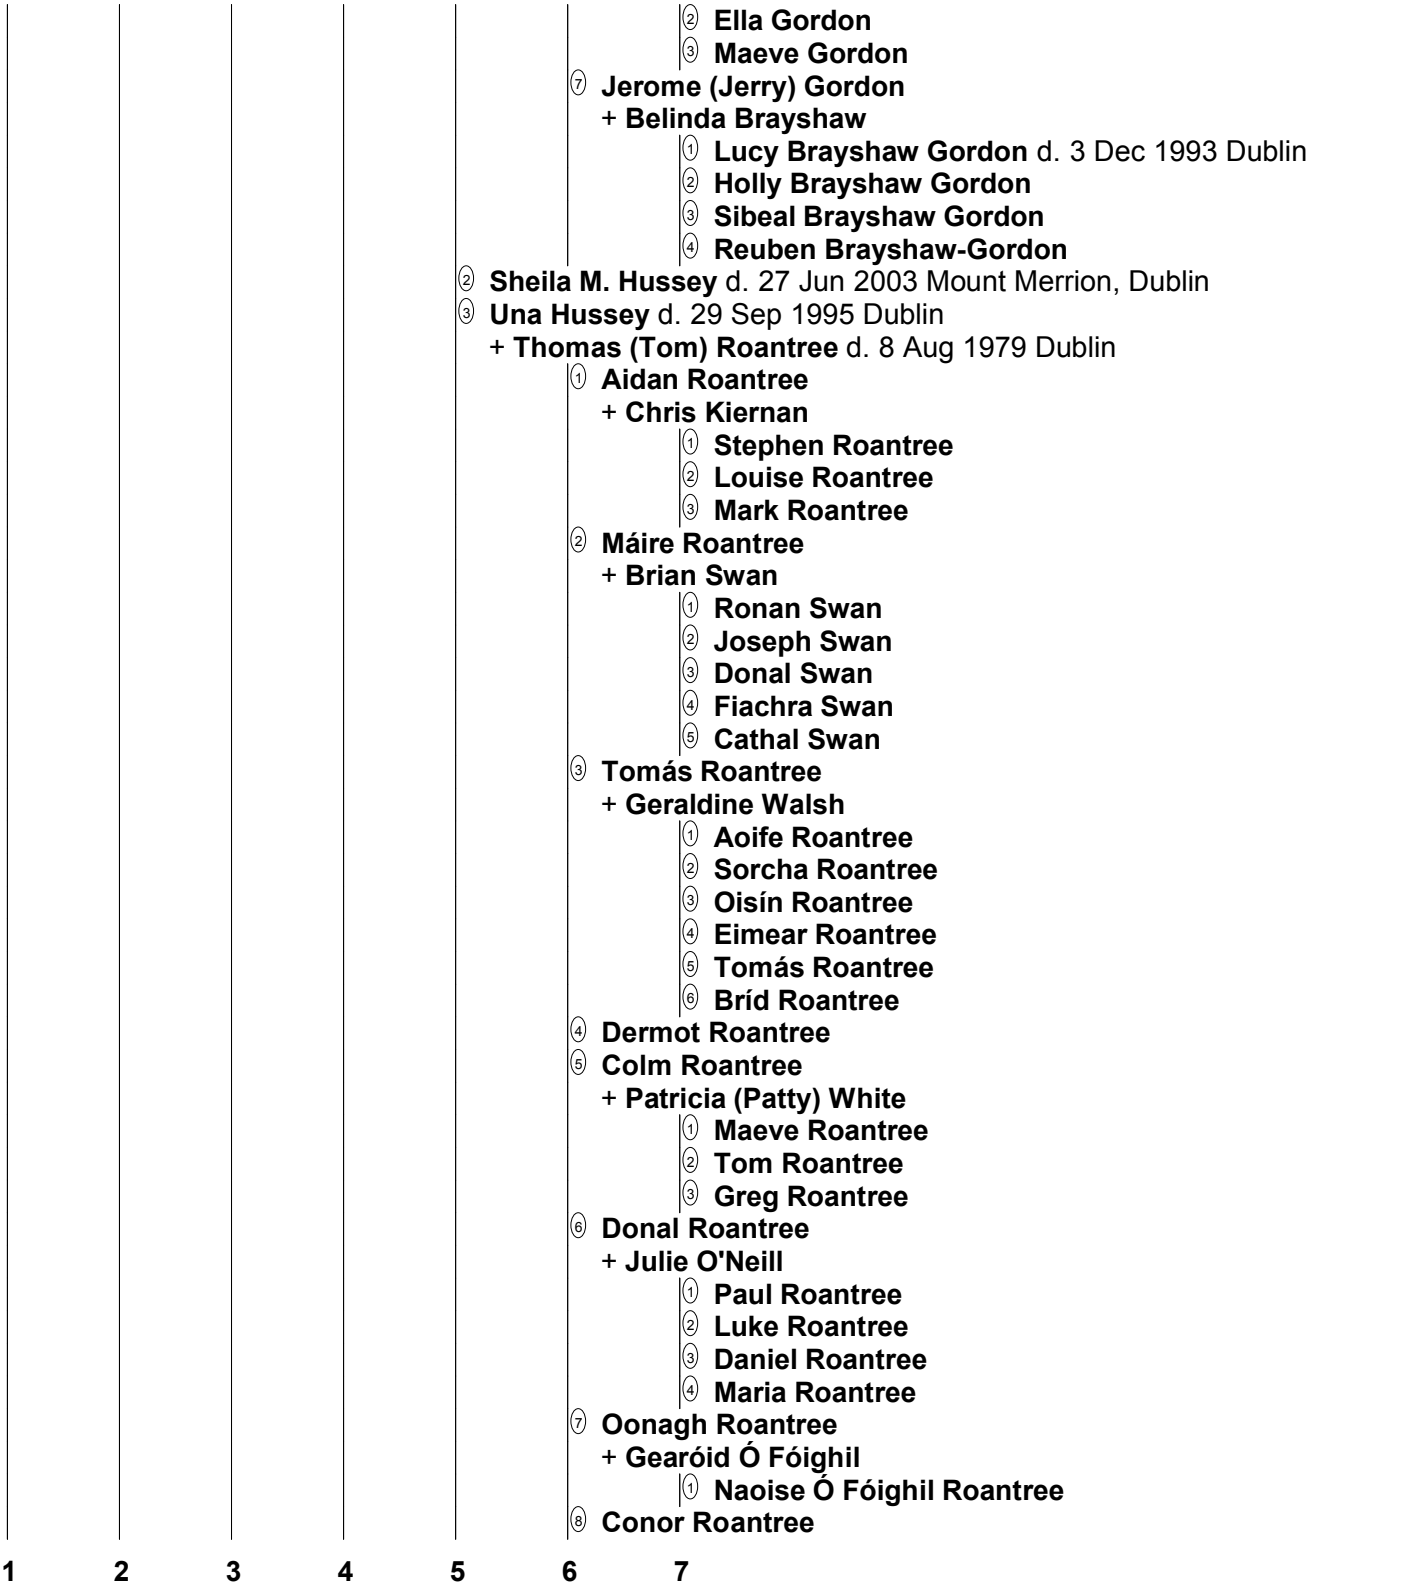 ② Ella Gordon
③ Maeve Gordon
⑦ Jerome (Jerry) Gordon
+ Belinda Brayshaw
① Lucy Brayshaw Gordon d. 3 Dec 1993 Dublin
② Holly Brayshaw Gordon
③ Sibeal Brayshaw Gordon
④ Reuben Brayshaw-Gordon
② Sheila M. Hussey d. 27 Jun 2003 Mount Merrion, Dublin
③ Una Hussey d. 29 Sep 1995 Dublin
+ Thomas (Tom) Roantree d. 8 Aug 1979 Dublin
① Aidan Roantree
+ Chris Kiernan
① Stephen Roantree
② Louise Roantree
③ Mark Roantree
② Máire Roantree
+ Brian Swan
① Ronan Swan
② Joseph Swan
③ Donal Swan
④ Fiachra Swan
⑤ Cathal Swan
③ Tomás Roantree
+ Geraldine Walsh
① Aoife Roantree
② Sorcha Roantree
③ Oisín Roantree
④ Eimear Roantree
⑤ Tomás Roantree
⑥ Bríd Roantree
④ Dermot Roantree
⑤ Colm Roantree
+ Patricia (Patty) White
① Maeve Roantree
② Tom Roantree
③ Greg Roantree
⑥ Donal Roantree
+ Julie O'Neill
① Paul Roantree
② Luke Roantree
③ Daniel Roantree
④ Maria Roantree
⑦ Oonagh Roantree
+ Gearóid Ó Fóighil
① Naoise Ó Fóighil Roantree
⑧ Conor Roantree
1 2 3 4 5 6 7